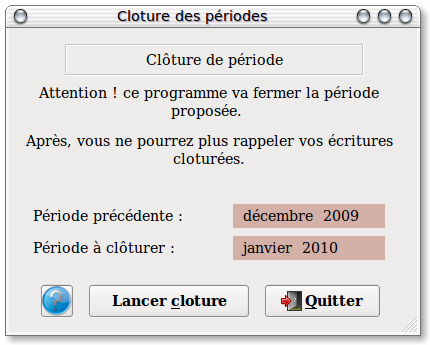 Cloture des périodes
Clôture de période
Attention ! ce programme va fermer la période
proposée.
Après, vous ne pourrez plus rappeler vos écritures
cloturées.
Période précédente : décembre 2009
Période à clôturer : janvier 2010
Lancer cloture Quitter